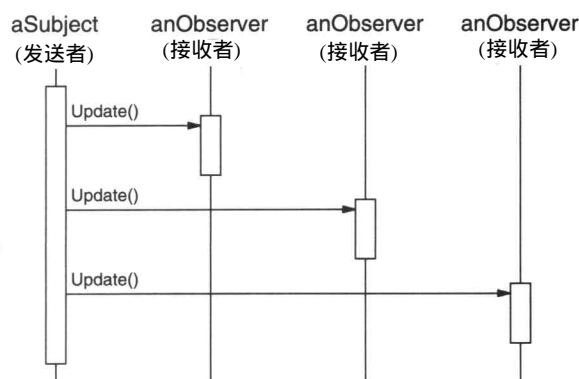 aSubject
(发送者)
anObserver
(接收者)
anObserver
(接收者)
anObserver
(接收者)
Update()
Update()
Update()